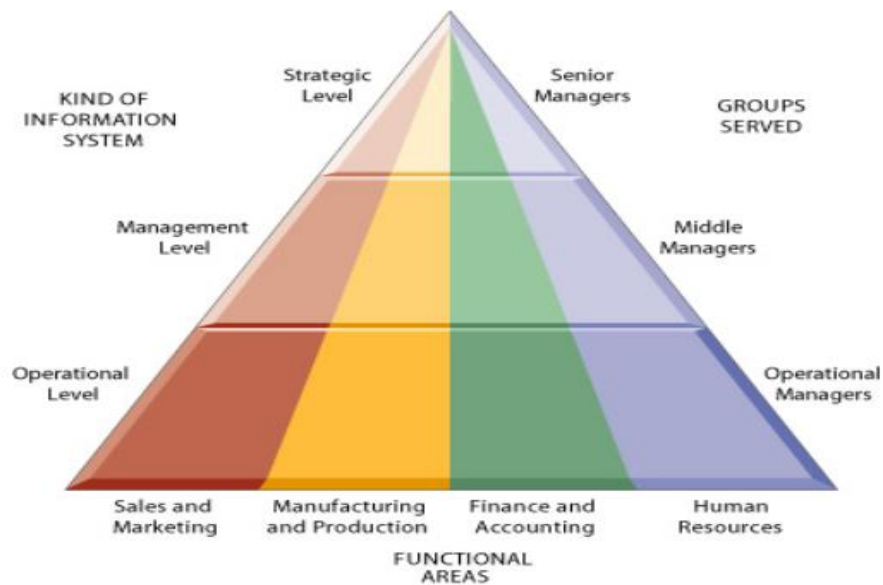 Strategic
Level
Senior
Managers
KIND OF
INFORMATION
SYSTEM
GROUPS
SERVED
Management
Level
Middle
Managers
Operational
Level
Operational
Managers
Sales and
Marketing
Manufacturing
and Production
Finance and
Accounting
Human
Resources
FUNCTIONAL
AREAS